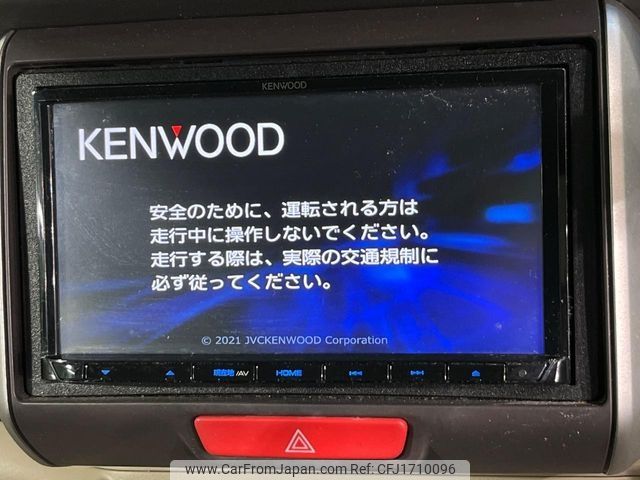 KENWOOD
KENWOOD
安全のために、運転される方は
走行中に操作しないでください。
走行する際は、実際の交通規制に
必ず従ってください。
© 2021 JVCKENWOOD Corporation
現在地/AV HOME
www.CarFromJapan.com - Ref: CFJ1710096